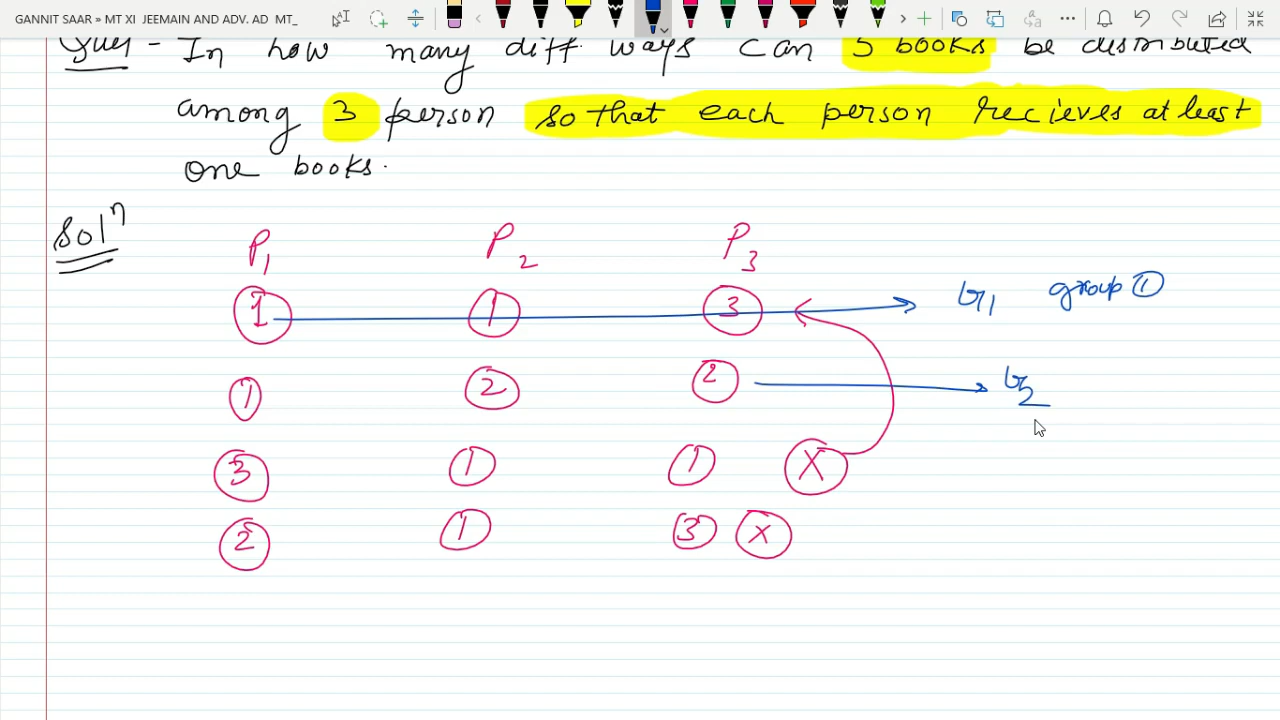 GANNIT SAAR » MT XI JEEMAIN AND ADV. AD MT_
Ques - In how many diff. ways can 5 books be distributed
among 3 person so that each person recieves at least
one books.
Solⁿ
P₁ P₂ P₃
1 1 3 G₁ group ①
1 2 2 G₂
3 1 1 X
2 1 3 X